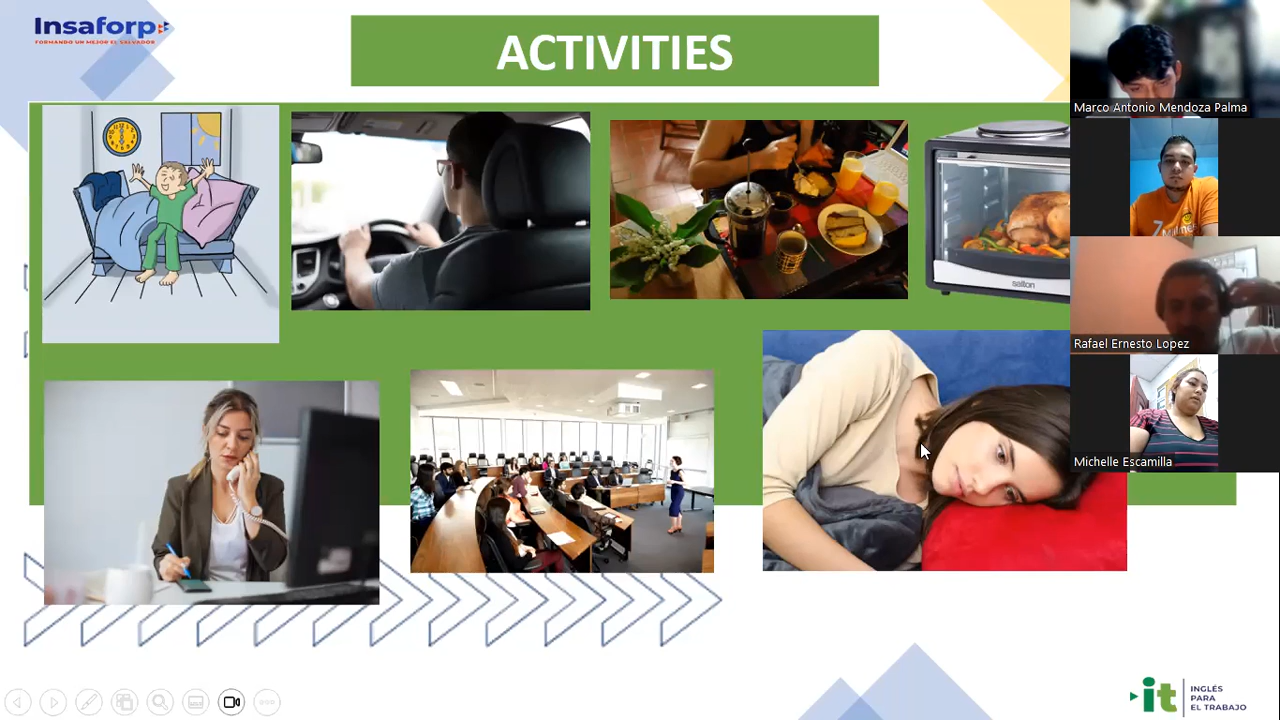 Insaforp
FORMANDO UN MEJOR EL SALVADOR
ACTIVITIES
Marco Antonio Mendoza Palma
salton
Rafael Ernesto Lopez
Michelle Escamilla
it
INGLÉS
PARA
EL TRABAJO